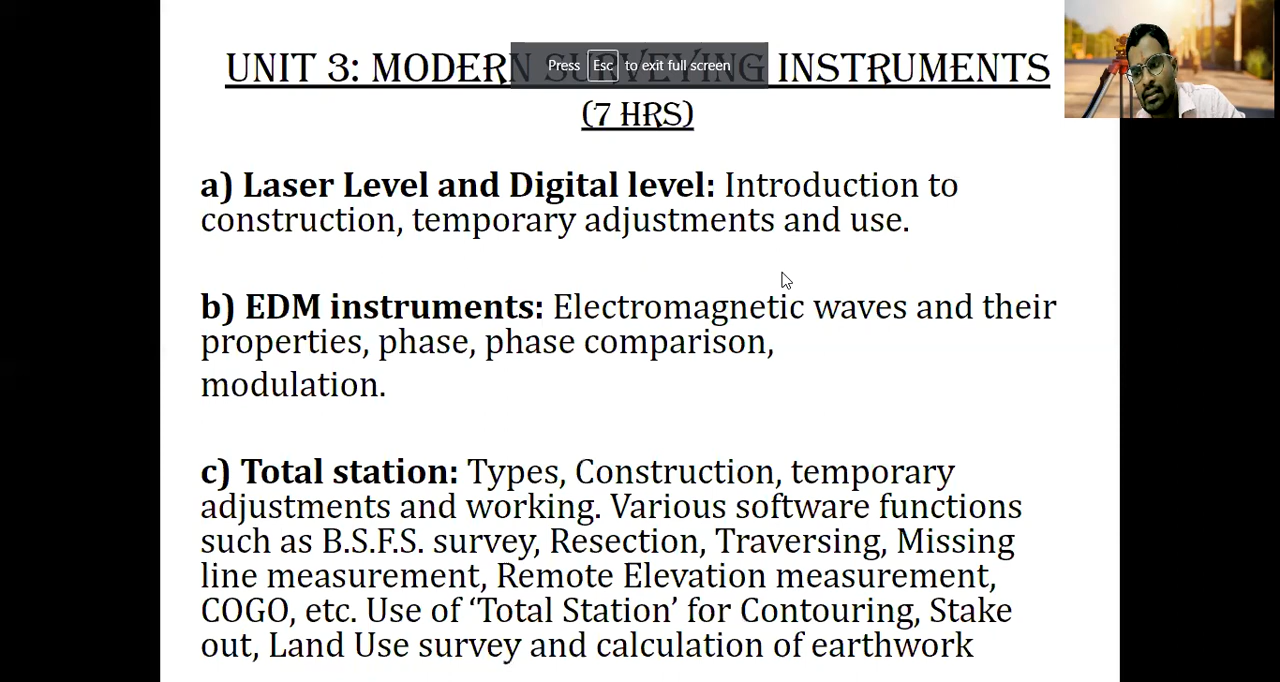 UNIT 3: MODERN SURVEYING INSTRUMENTS
Press Esc to exit full screen
(7 HRS)
a) Laser Level and Digital level: Introduction to
construction, temporary adjustments and use.
b) EDM instruments: Electromagnetic waves and their
properties, phase, phase comparison,
modulation.
c) Total station: Types, Construction, temporary
adjustments and working. Various software functions
such as B.S.F.S. survey, Resection, Traversing, Missing
line measurement, Remote Elevation measurement,
COGO, etc. Use of ‘Total Station’ for Contouring, Stake
out, Land Use survey and calculation of earthwork